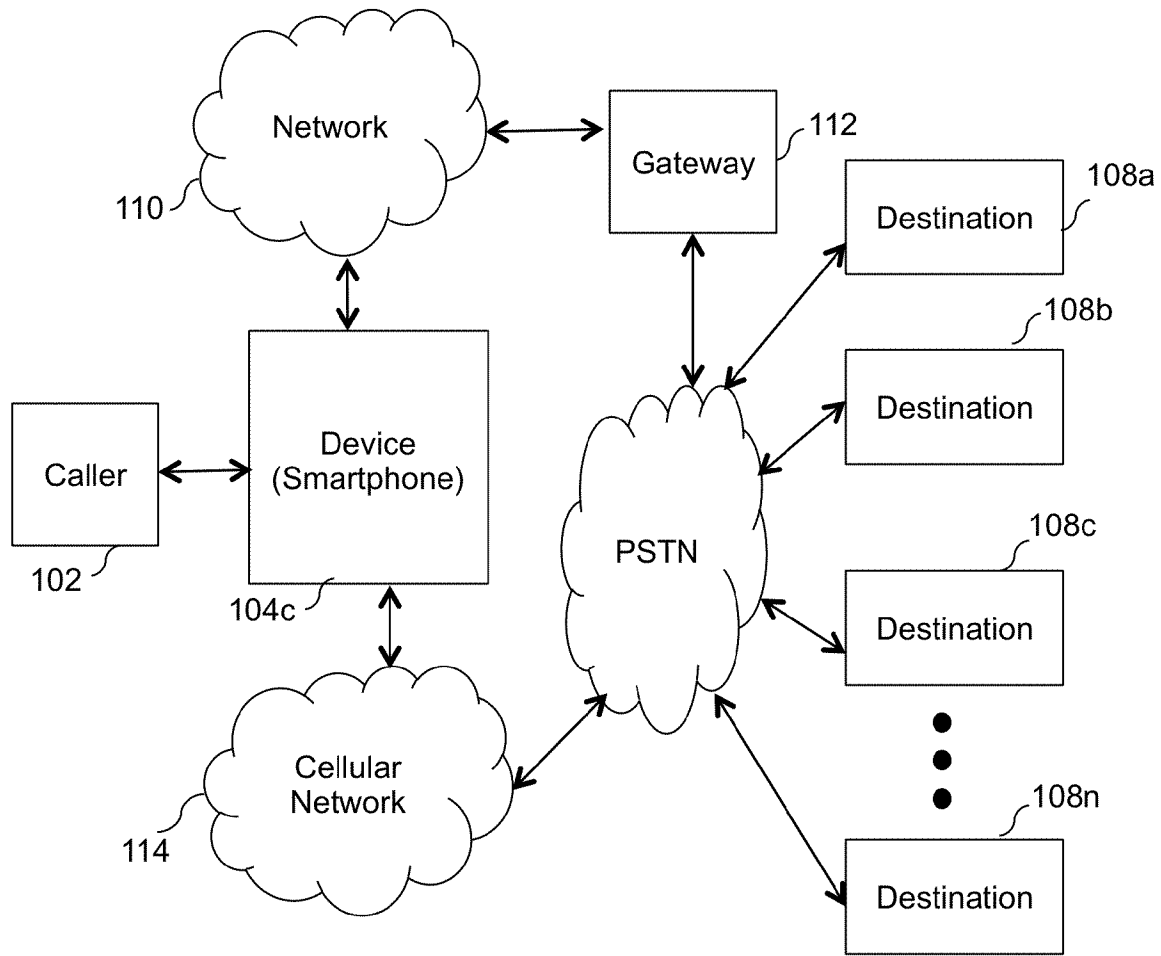 Network
110
Gateway
112
Destination
108a
Destination
108b
Caller
102
Device
(Smartphone)
104c
PSTN
Destination
108c
Cellular
Network
114
Destination
108n